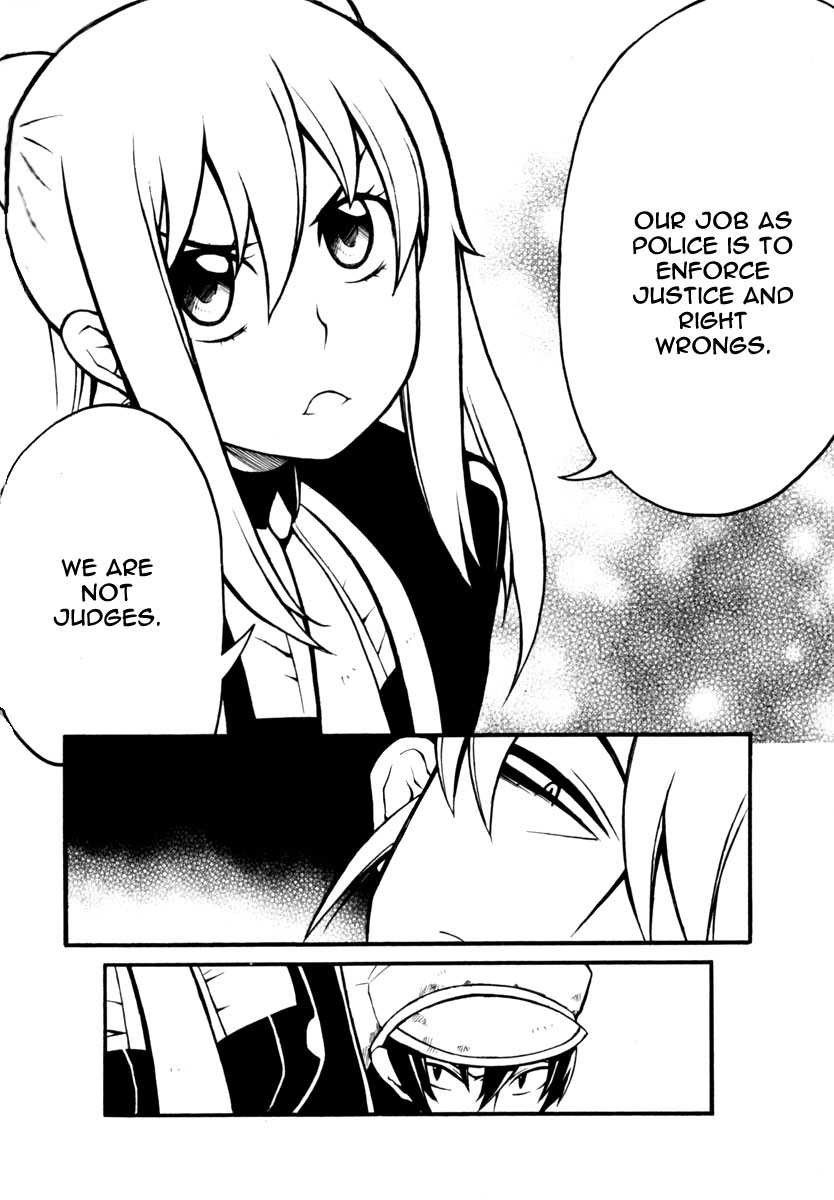 OUR JOB AS
POLICE IS TO
ENFORCE
JUSTICE AND
RIGHT
WRONGS.
WE ARE
NOT
JUDGES.